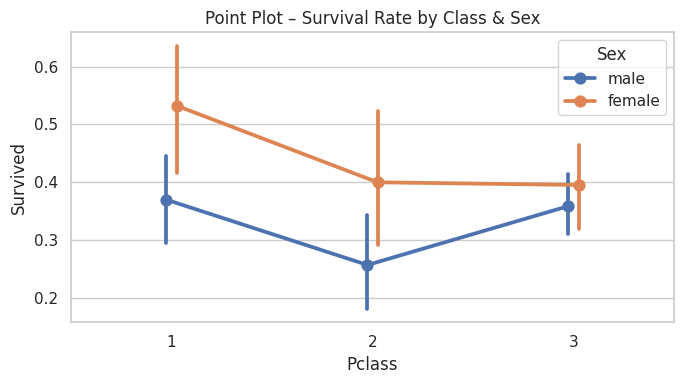 Point Plot – Survival Rate by Class & Sex
Sex
male
female
0.6
0.5
0.4
0.3
0.2
Survived
1 2 3
Pclass